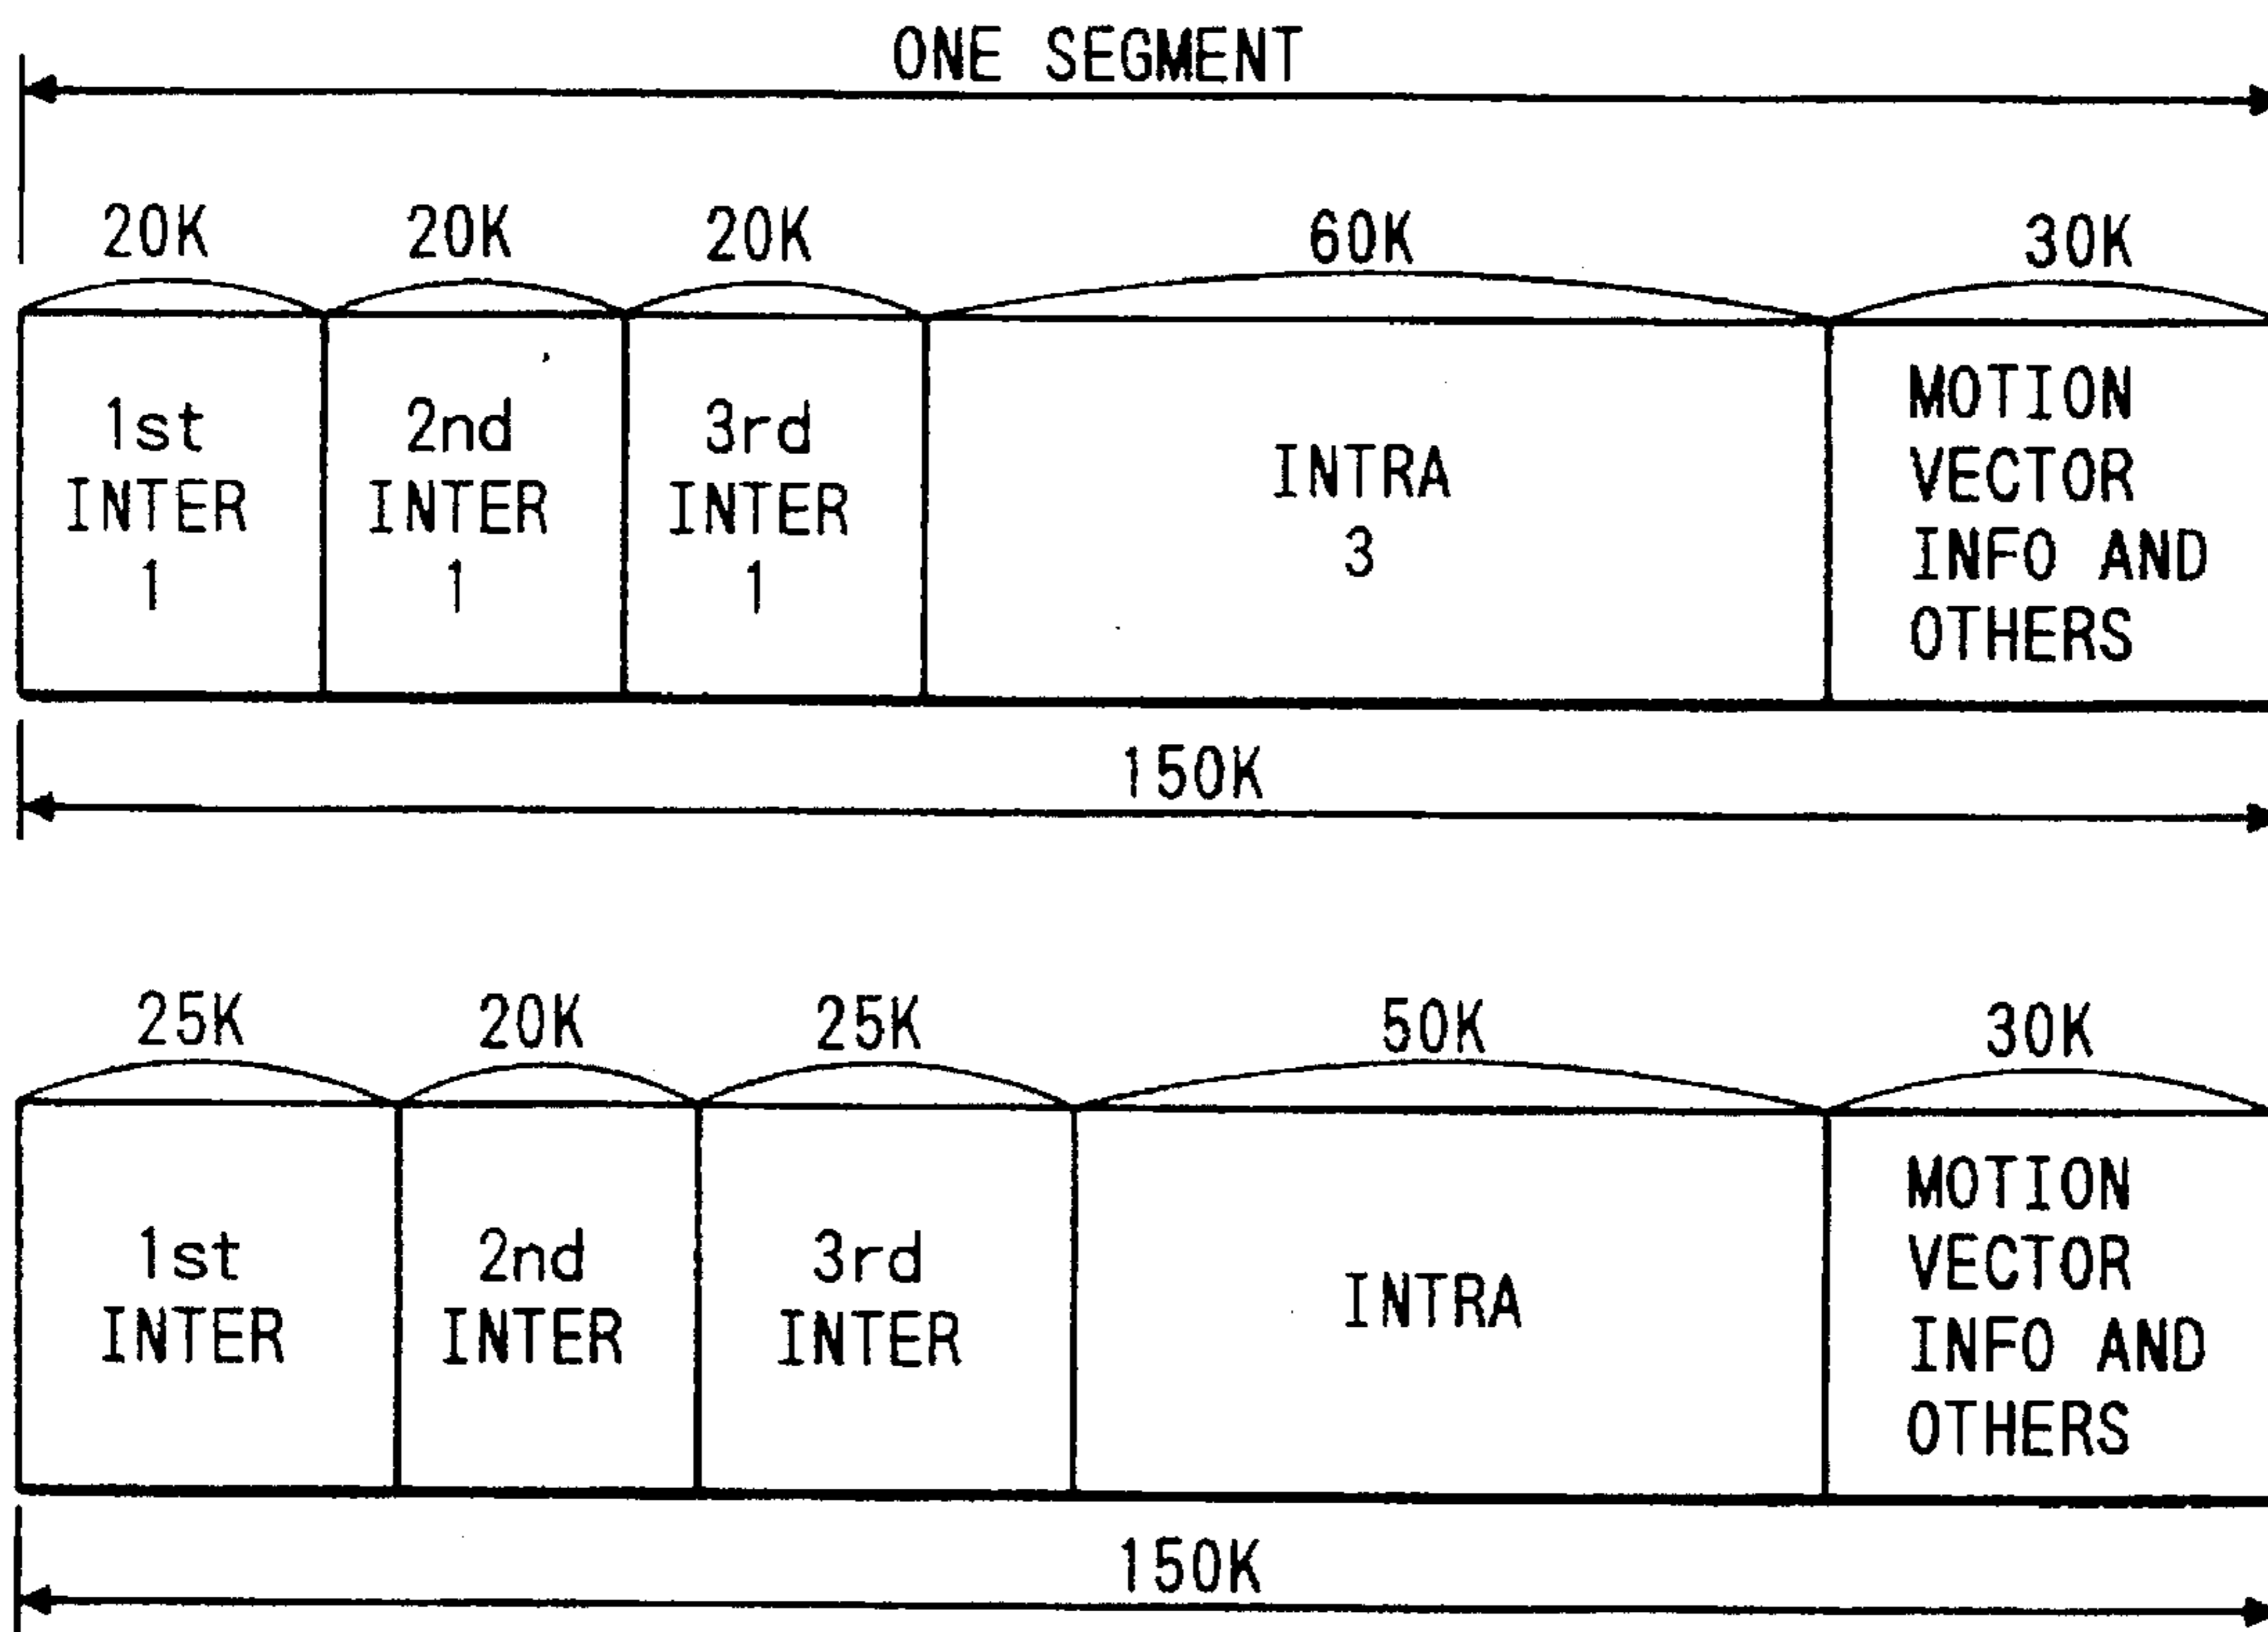 ONE SEGMENT
20K 20K 20K 60K 30K
1st
INTER
1
2nd
INTER
1
3rd
INTER
1
INTRA
3
MOTION
VECTOR
INFO AND
OTHERS
150K
25K 20K 25K 50K 30K
1st
INTER
2nd
INTER
3rd
INTER
INTRA
MOTION
VECTOR
INFO AND
OTHERS
150K